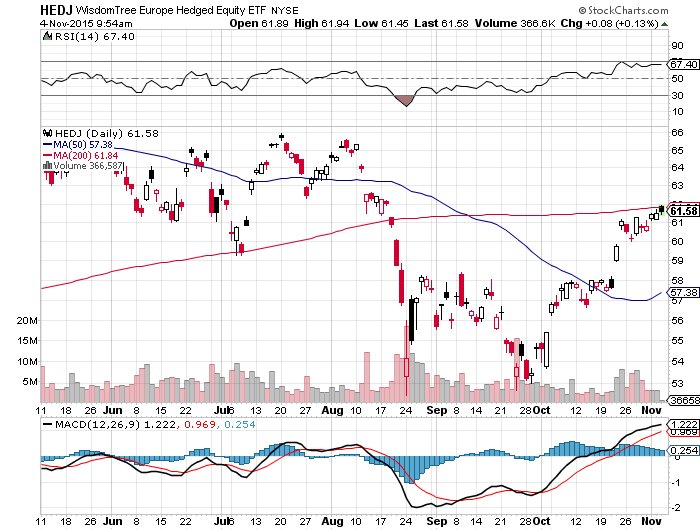 HEDJ WisdomTree Europe Hedged Equity ETF NYSE © StockCharts.com
4-Nov-2015 9:54am Open 61.89 High 61.94 Low 61.45 Last 61.58 Volume 366.6K Chg +0.08 (+0.13%)
RSI(14) 67.40
90
70
67.40
50
30
10
HEDJ (Daily) 61.58
MA(50) 57.38
MA(200) 61.84
Volume 366,587
66
65
64
63
61.58
61
60
59
58
57.38
57
56
55
54
53
20M
15M
10M
5M
36658
11 18 26 Jun 8 15 22 Jul 6 13 20 27 Aug 10 17 24 Sep 8 14 21 28 Oct 12 19 26 Nov
MACD(12,26,9) 1.222, 0.969, 0.254
1.222
0.969
0.254
0
-1
-2
11 18 26 Jun 8 15 22 Jul 6 13 20 27 Aug 10 17 24 Sep 8 14 21 28 Oct 12 19 26 Nov